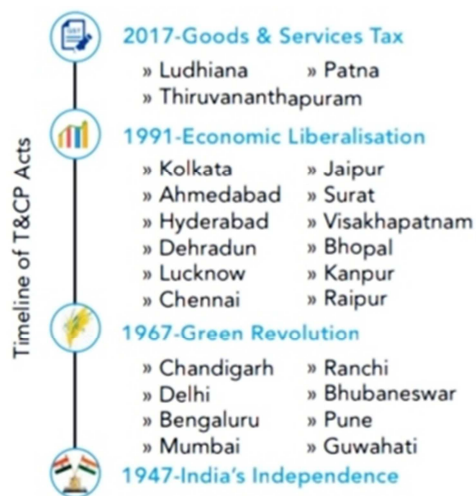 2017-Goods & Services Tax
» Ludhiana » Patna
» Thiruvananthapuram
1991-Economic Liberalisation
» Kolkata » Jaipur
» Ahmedabad » Surat
» Hyderabad » Visakhapatnam
» Dehradun » Bhopal
» Lucknow » Kanpur
» Chennai » Raipur
1967-Green Revolution
» Chandigarh » Ranchi
» Delhi » Bhubaneswar
» Bengaluru » Pune
» Mumbai » Guwahati
1947-India's Independence
Timeline of T&CP Acts